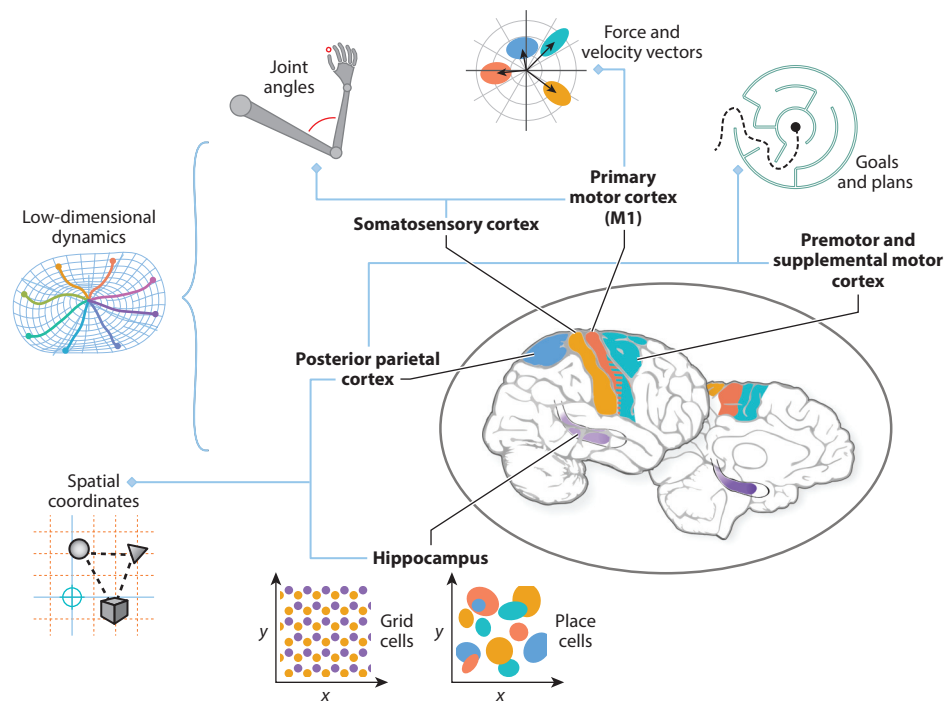 Joint
angles
Force and
velocity vectors
Goals
and plans
Low-dimensional
dynamics
Primary
motor cortex
(M1)
Somatosensory cortex
Premotor and
supplemental motor
cortex
Posterior parietal
cortex
Spatial
coordinates
Hippocampus
y
x
Grid
cells
y
x
Place
cells